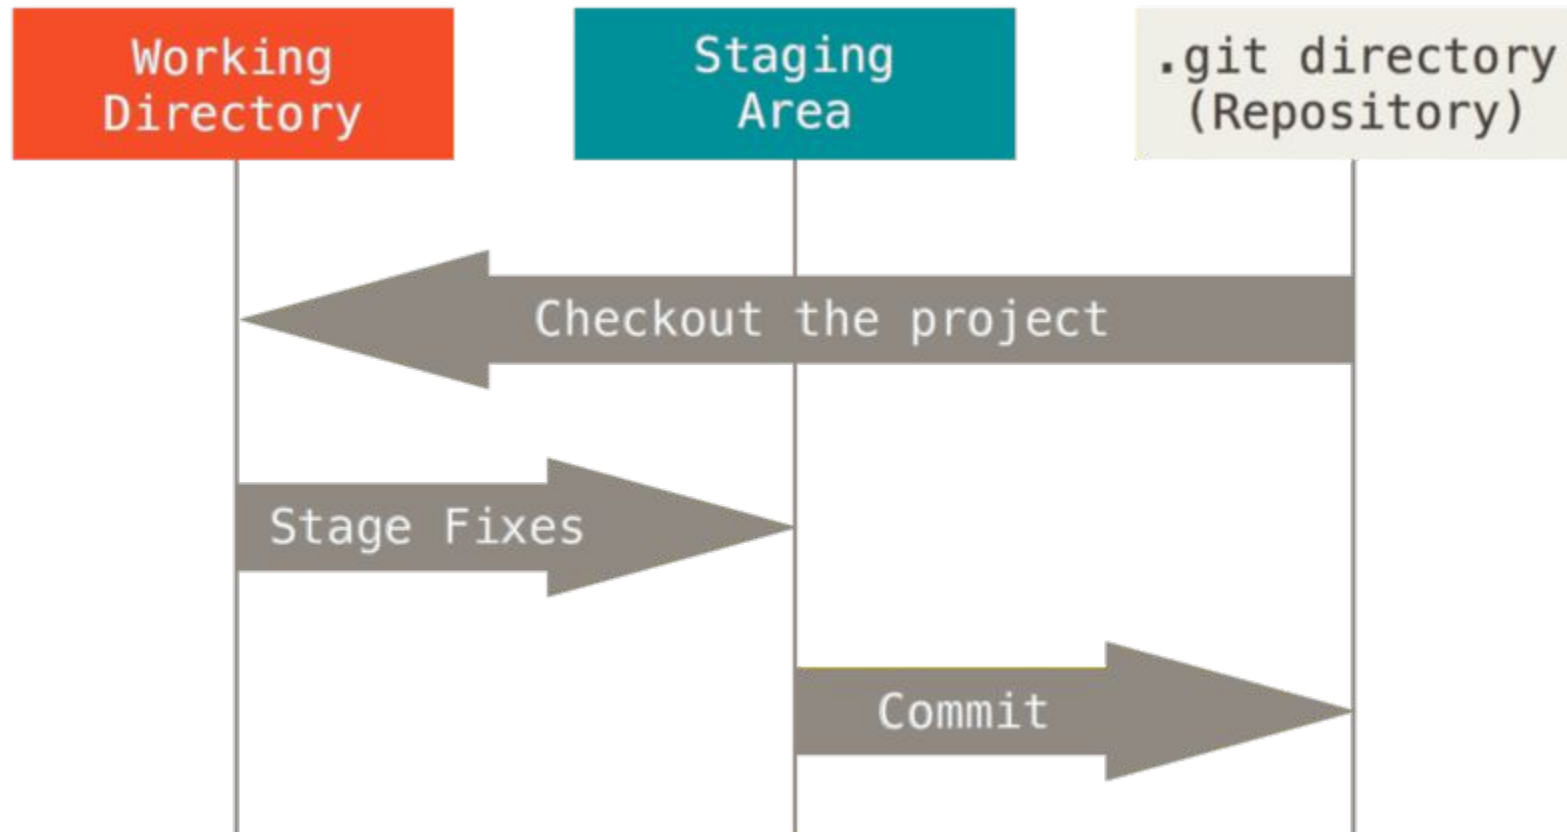 Working
Directory
Staging
Area
.git directory
(Repository)
Checkout the project
Stage Fixes
Commit